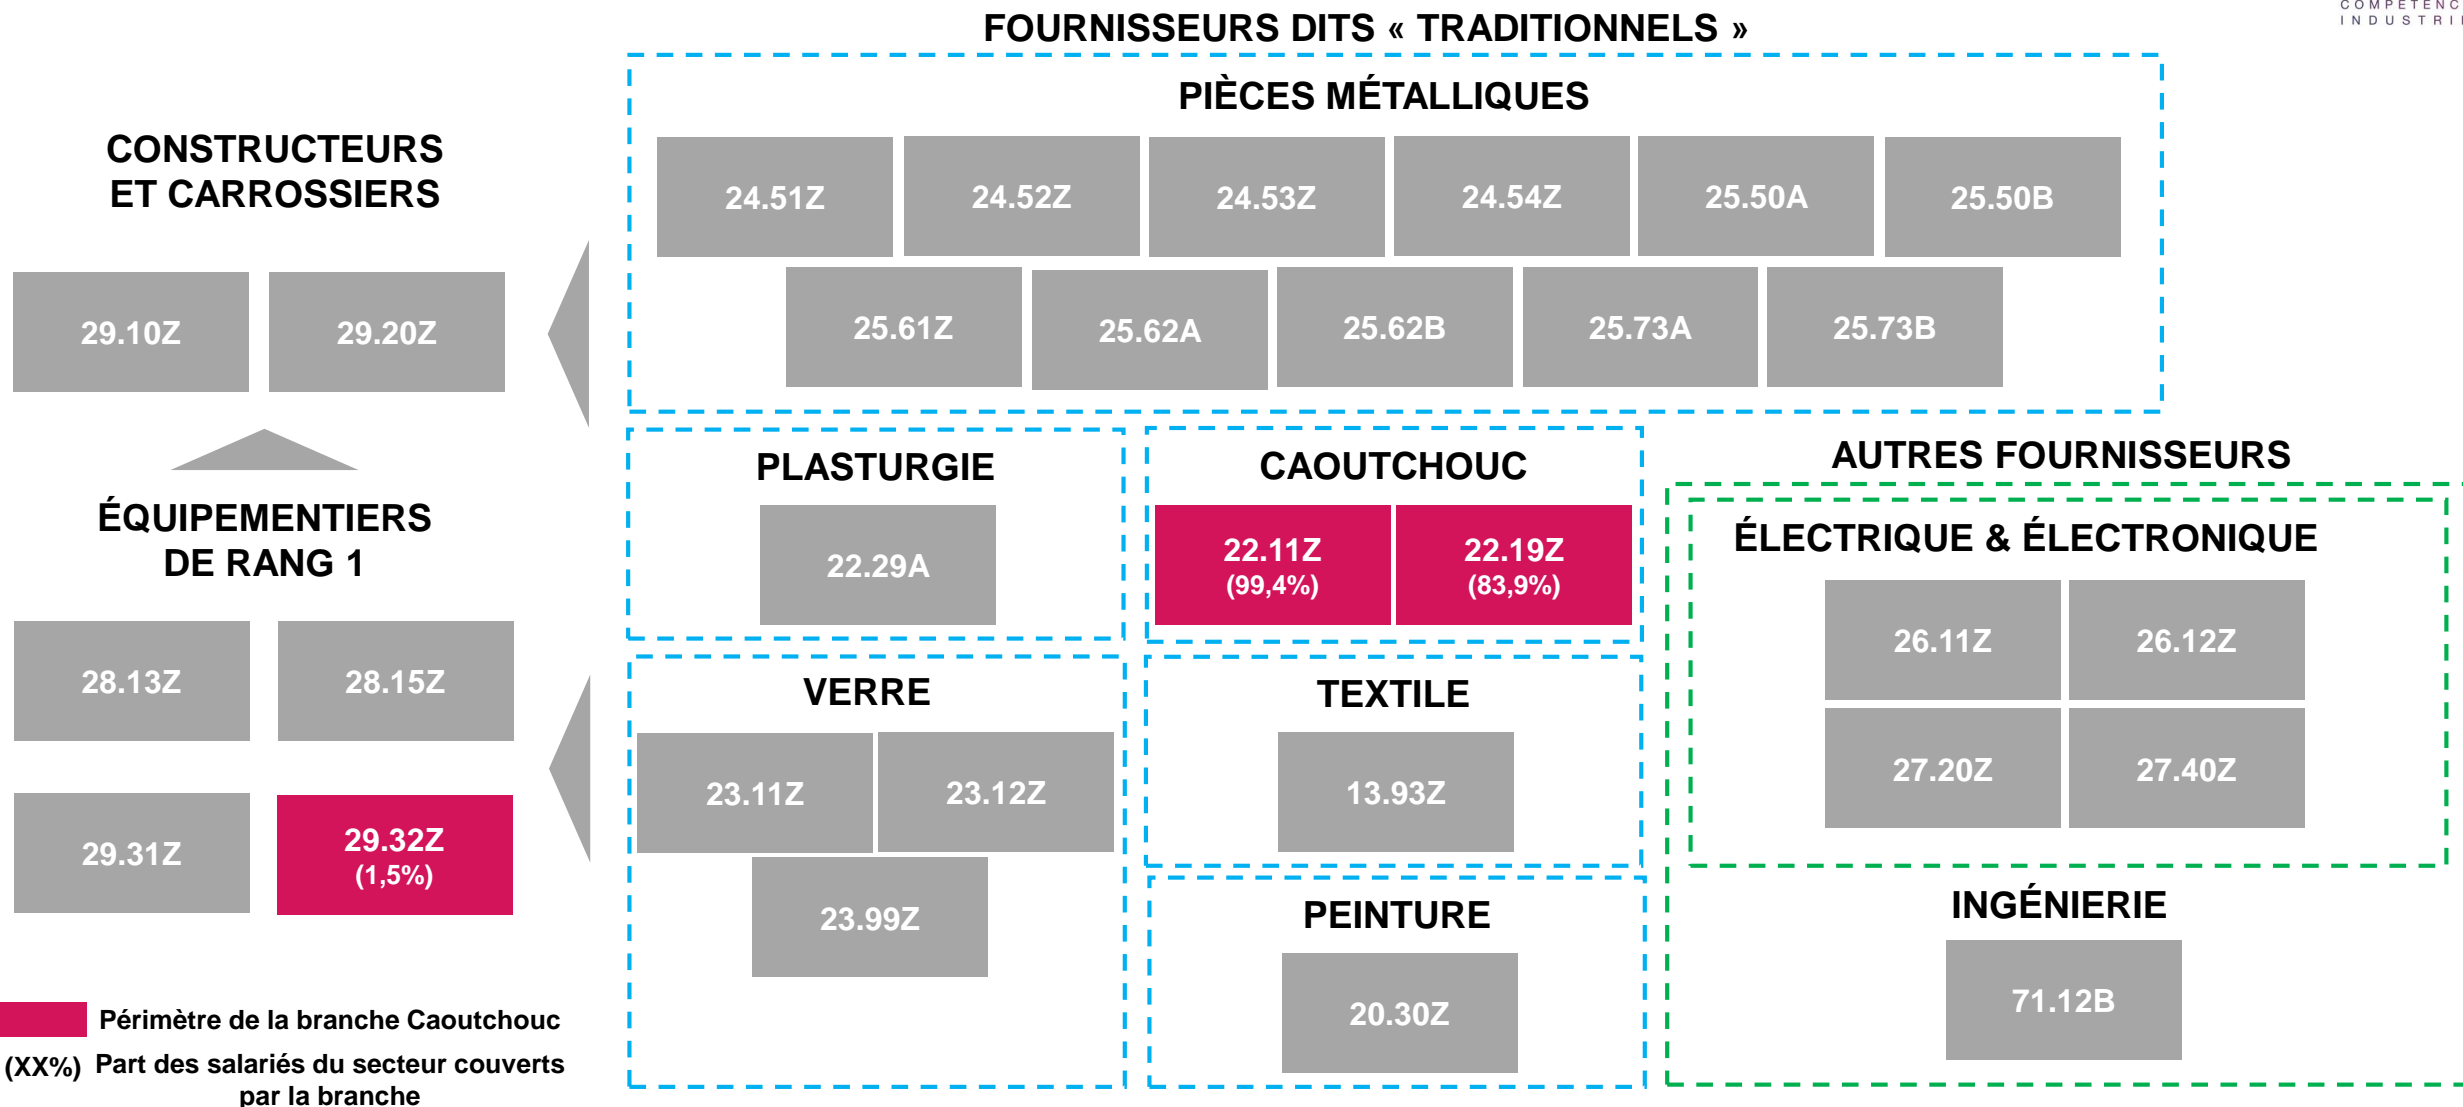 COMPÉTENC
INDUSTRI
FOURNISSEURS DITS « TRADITIONNELS »
PIÈCES MÉTALLIQUES
24.51Z
24.52Z
24.53Z
24.54Z
25.50A
25.50B
25.61Z
25.62A
25.62B
25.73A
25.73B
CONSTRUCTEURS
ET CARROSSIERS
29.10Z
29.20Z
ÉQUIPEMENTIERS
DE RANG 1
28.13Z
28.15Z
29.31Z
29.32Z
(1,5%)
PLASTURGIE
22.29A
CAOUTCHOUC
22.11Z
(99,4%)
22.19Z
(83,9%)
VERRE
23.11Z
23.12Z
23.99Z
TEXTILE
13.93Z
PEINTURE
20.30Z
AUTRES FOURNISSEURS
ÉLECTRIQUE & ÉLECTRONIQUE
26.11Z
26.12Z
27.20Z
27.40Z
INGÉNIERIE
71.12B
Périmètre de la branche Caoutchouc
(XX%) Part des salariés du secteur couverts
par la branche